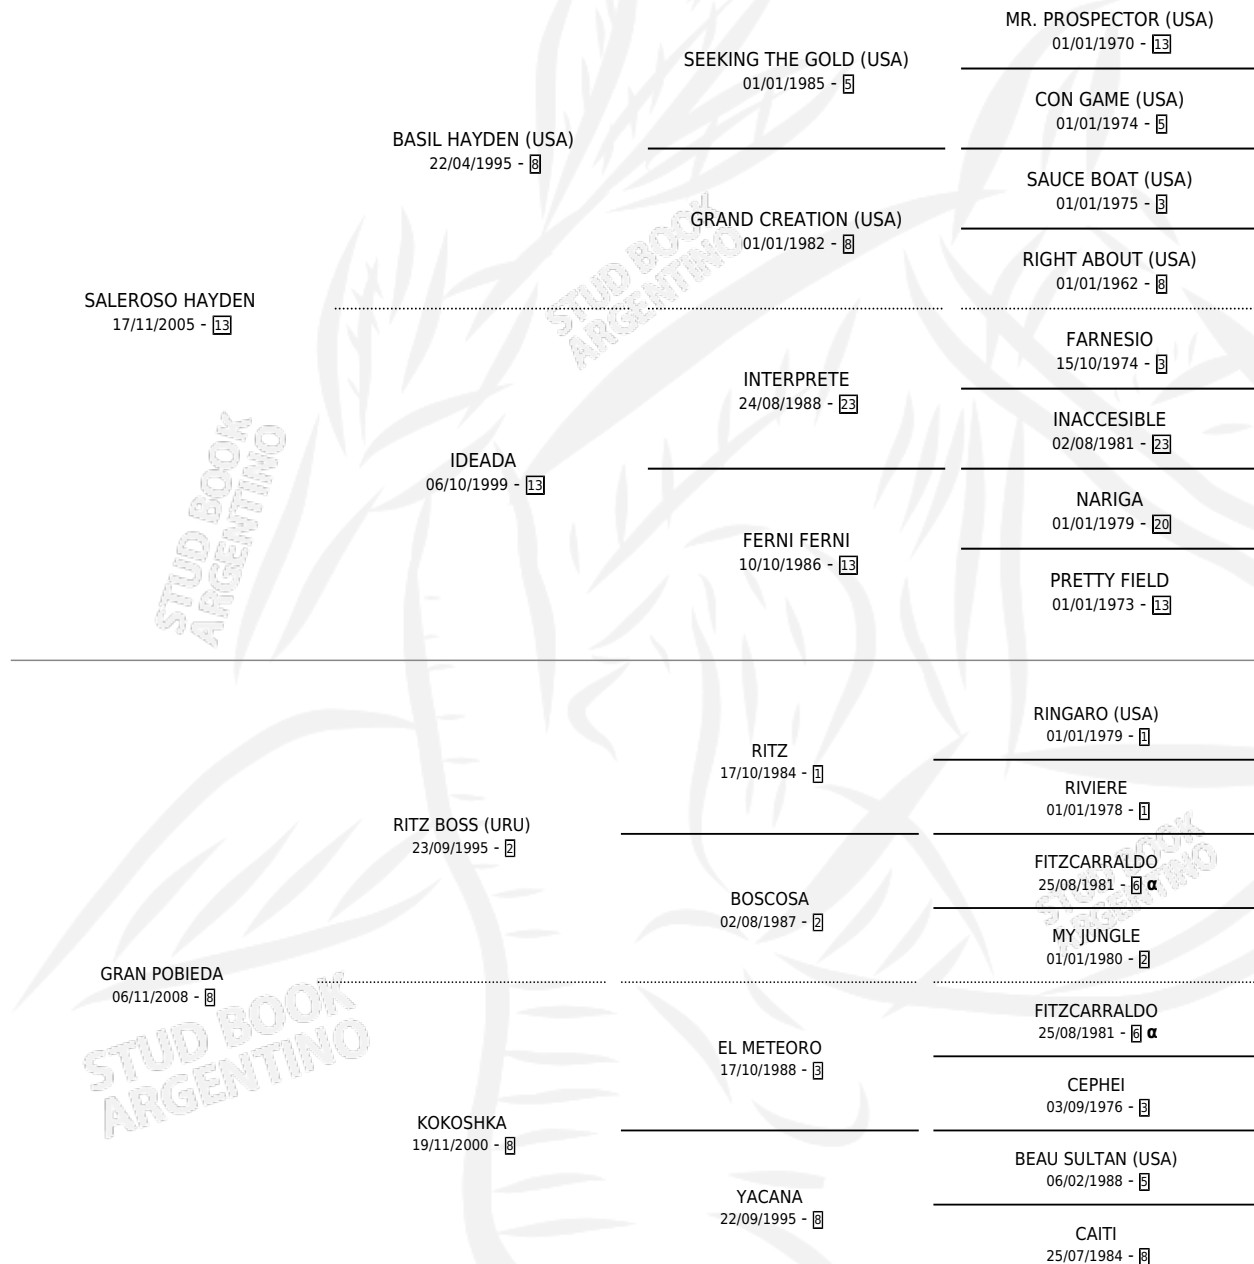 MR. PROSPECTOR (USA)
01/01/1970 - 13
SEEKING THE GOLD (USA)
01/01/1985 - 5
CON GAME (USA)
01/01/1974 - 5
BASIL HAYDEN (USA)
22/04/1995 - 8
SAUCE BOAT (USA)
01/01/1975 - 3
GRAND CREATION (USA)
01/01/1982 - 8
RIGHT ABOUT (USA)
01/01/1962 - 8
SALEROSO HAYDEN
17/11/2005 - 13
FARNESIO
15/10/1974 - 3
INTERPRETE
24/08/1988 - 23
INACCESIBLE
02/08/1981 - 23
IDEADA
06/10/1999 - 13
NARIGA
01/01/1979 - 20
FERNI FERNI
10/10/1986 - 13
PRETTY FIELD
01/01/1973 - 13
RINGARO (USA)
01/01/1979 - 1
RITZ
17/10/1984 - 1
RIVIERE
01/01/1978 - 1
RITZ BOSS (URU)
23/09/1995 - 2
FITZCARRALDO
25/08/1981 - 6 α
BOSCOSA
02/08/1987 - 2
MY JUNGLE
01/01/1980 - 2
GRAN POBIEDA
06/11/2008 - 8
FITZCARRALDO
25/08/1981 - 6 α
EL METEORO
17/10/1988 - 3
CEPHEI
03/09/1976 - 3
KOKOSHKA
19/11/2000 - 8
BEAU SULTAN (USA)
06/02/1988 - 5
YACANA
22/09/1995 - 8
CAITI
25/07/1984 - 8
STUD BOOK
ARGENTINO
STUD BOOK
ARGENTINO
STUD BOOK
ARGENTINO
STUD BOOK
ARGENTINO